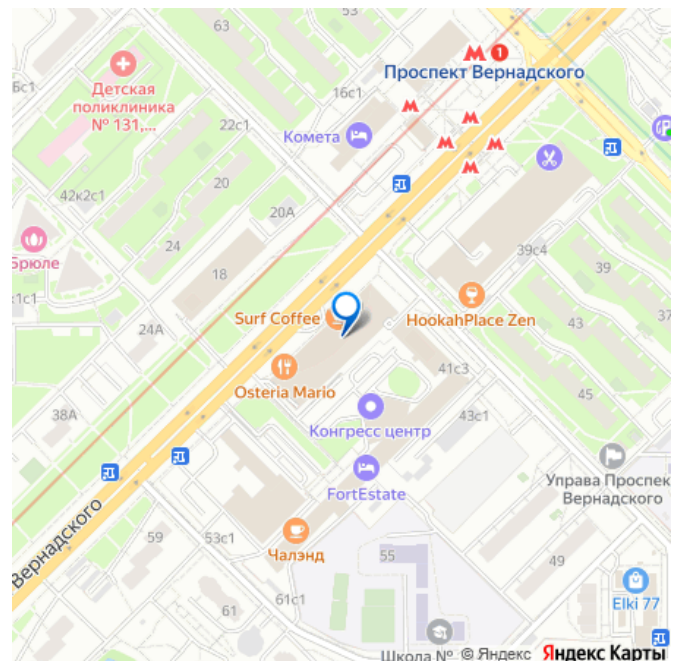 63
53
6с1
16с1
1
Проспект Вернадского
Детская
поликлиника
№ 131,...
22с1
Комета
42к2с1
20
20А
Брюле
24
18
39с4
39
к1с1
Surf Coffee
HookahPlace Zen
43
37
24А
Osteria Mario
41с3
45
38А
Конгресс центр
43с1
FortEstate
Управа Проспек
Вернадского
Вернадского
59
53с1
Чалэнд
55
49
61
61с1
Elki 77
Школа №
© Яндекс Яндекс Карты